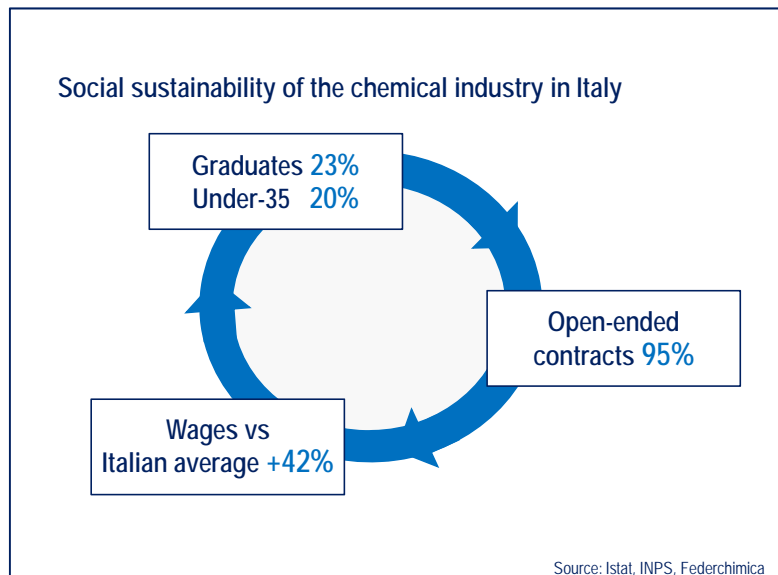 Social sustainability of the chemical industry in Italy
Graduates 23%
Under-35 20%
Open-ended
contracts 95%
Wages vs
Italian average +42%
Source: Istat, INPS, Federchimica